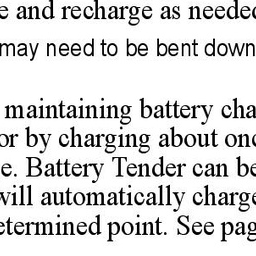 e and recharge as needed
may need to be bent down
maintaining battery cha
or by charging about onc
e. Battery Tender can be
will automatically charge
etermined point. See pag